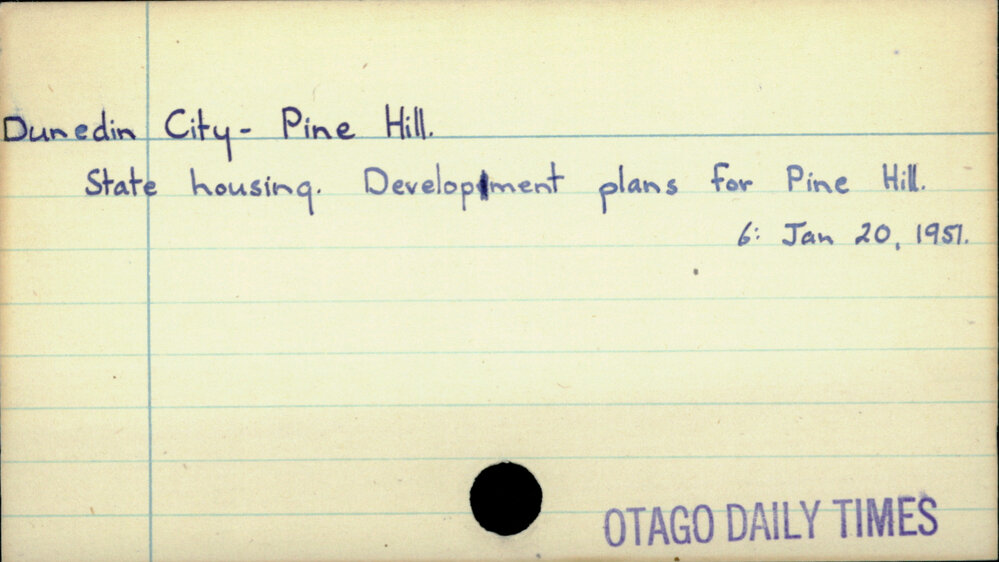 Dunedin City- Pine Hill.
State housing. Development plans for Pine Hill.
6: Jan 20, 1951.
OTAGO DAILY TIMES